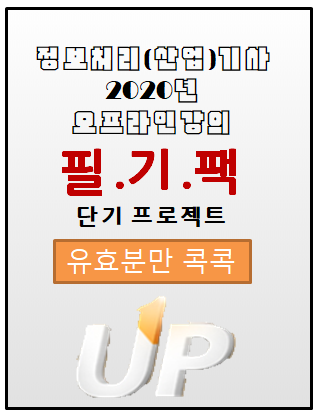 정보처리(산업)기사
2020년
오프라인강의
필.기.팩
단기 프로젝트
유효분만 콕콕
UP